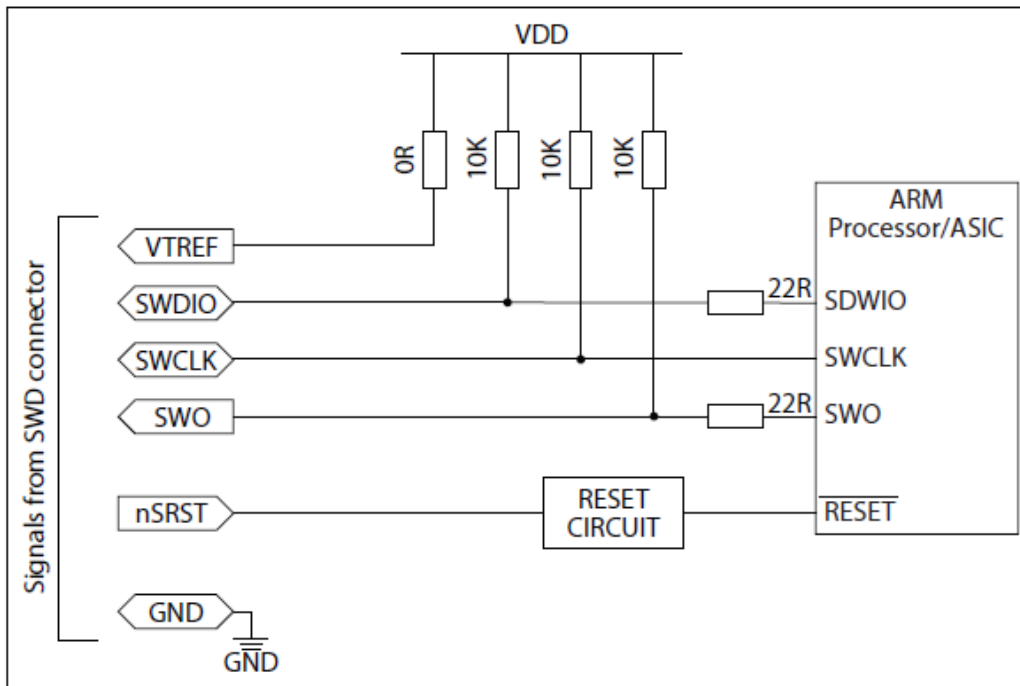 VDD
0R
10K
10K
10K
ARM
Processor/ASIC
Signals from SWD connector
VTREF
SWDIO
22R
SDWIO
SWCLK
SWCLK
SWO
22R
SWO
nSRST
RESET
CIRCUIT
RESET
GND
GND